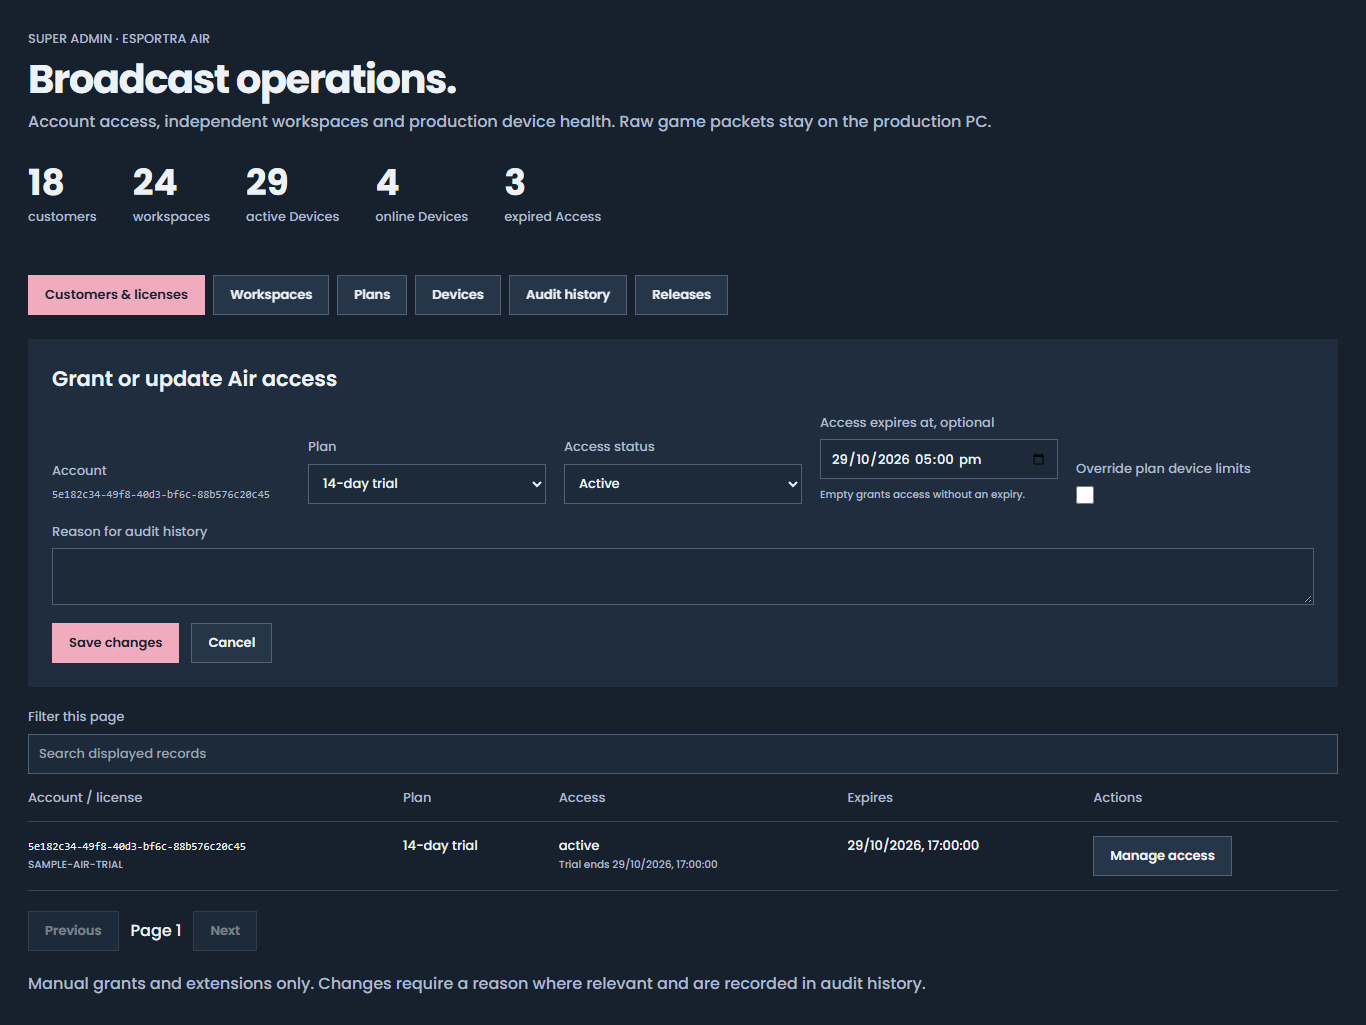 SUPER ADMIN · ESPORTRA AIR
Broadcast operations.
Account access, independent workspaces and production device health. Raw game packets stay on the production PC.
18 24 29 4 3
customers workspaces active Devices online Devices expired Access
Customers & licenses Workspaces Plans Devices Audit history Releases
Grant or update Air access
Account
5e182c34-49f8-40d3-bf6c-88b576c20c45
Plan
14-day trial
Access status
Active
Access expires at, optional
29/10/2026 05:00 pm
Empty grants access without an expiry.
Override plan device limits
Reason for audit history
Save changes Cancel
Filter this page
Search displayed records
Account / license Plan Access Expires Actions
5e182c34-49f8-40d3-bf6c-88b576c20c45 14-day trial active 29/10/2026, 17:00:00 Manage access
SAMPLE-AIR-TRIAL Trial ends 29/10/2026, 17:00:00
Previous Page 1 Next
Manual grants and extensions only. Changes require a reason where relevant and are recorded in audit history.